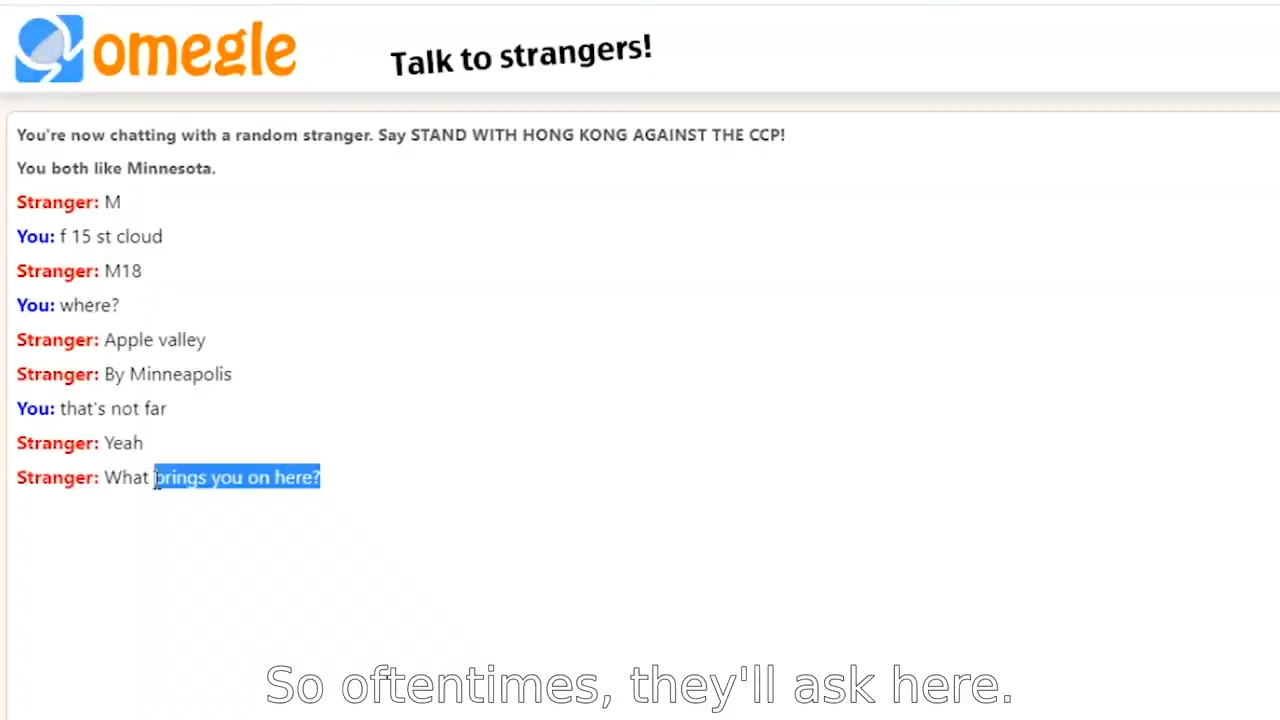 omegle
Talk to strangers!
You're now chatting with a random stranger. Say STAND WITH HONG KONG AGAINST THE CCP!
You both like Minnesota.
Stranger: M
You: f 15 st cloud
Stranger: M18
You: where?
Stranger: Apple valley
Stranger: By Minneapolis
You: that's not far
Stranger: Yeah
Stranger: What brings you on here?
So oftentimes, they'll ask here.